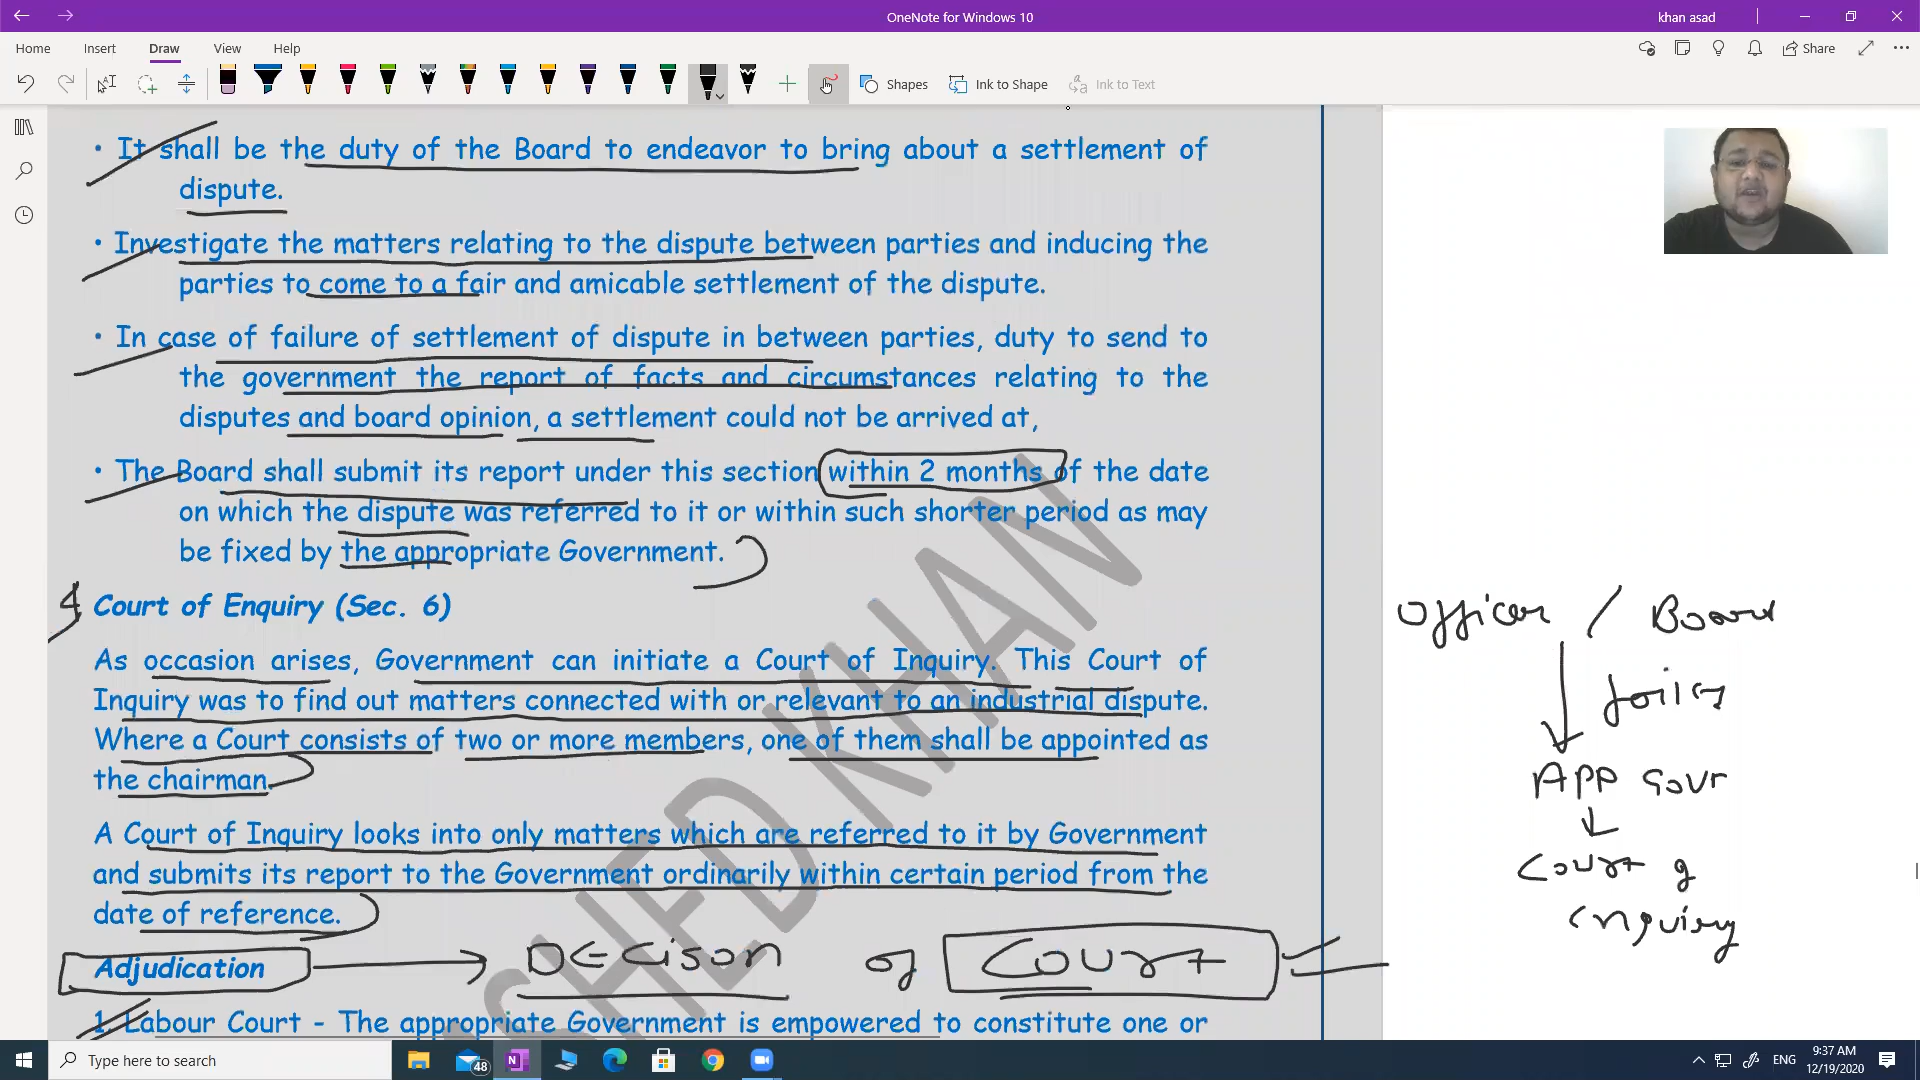 OneNote for Windows 10
khan asad
Home Insert Draw View Help
Share
Shapes Ink to Shape Ink to Text
• It shall be the duty of the Board to endeavor to bring about a settlement of
dispute.
• Investigate the matters relating to the dispute between parties and inducing the
parties to come to a fair and amicable settlement of the dispute.
• In case of failure of settlement of dispute in between parties, duty to send to
the government the report of facts and circumstances relating to the
disputes and board opinion, a settlement could not be arrived at,
• The Board shall submit its report under this section within 2 months of the date
on which the dispute was referred to it or within such shorter period as may
be fixed by the appropriate Government.
4 Court of Enquiry (Sec. 6)
As occasion arises, Government can initiate a Court of Inquiry. This Court of
Inquiry was to find out matters connected with or relevant to an industrial dispute.
Where a Court consists of two or more members, one of them shall be appointed as
the chairman.
A Court of Inquiry looks into only matters which are referred to it by Government
and submits its report to the Government ordinarily within certain period from the
date of reference.
Adjudication
DECison of Court
1. Labour Court - The appropriate Government is empowered to constitute one or
SHED KHAN
Officer / Board
APP Govr
Court of
Enquiry
Type here to search
48
ENG
9:37 AM
12/19/2020